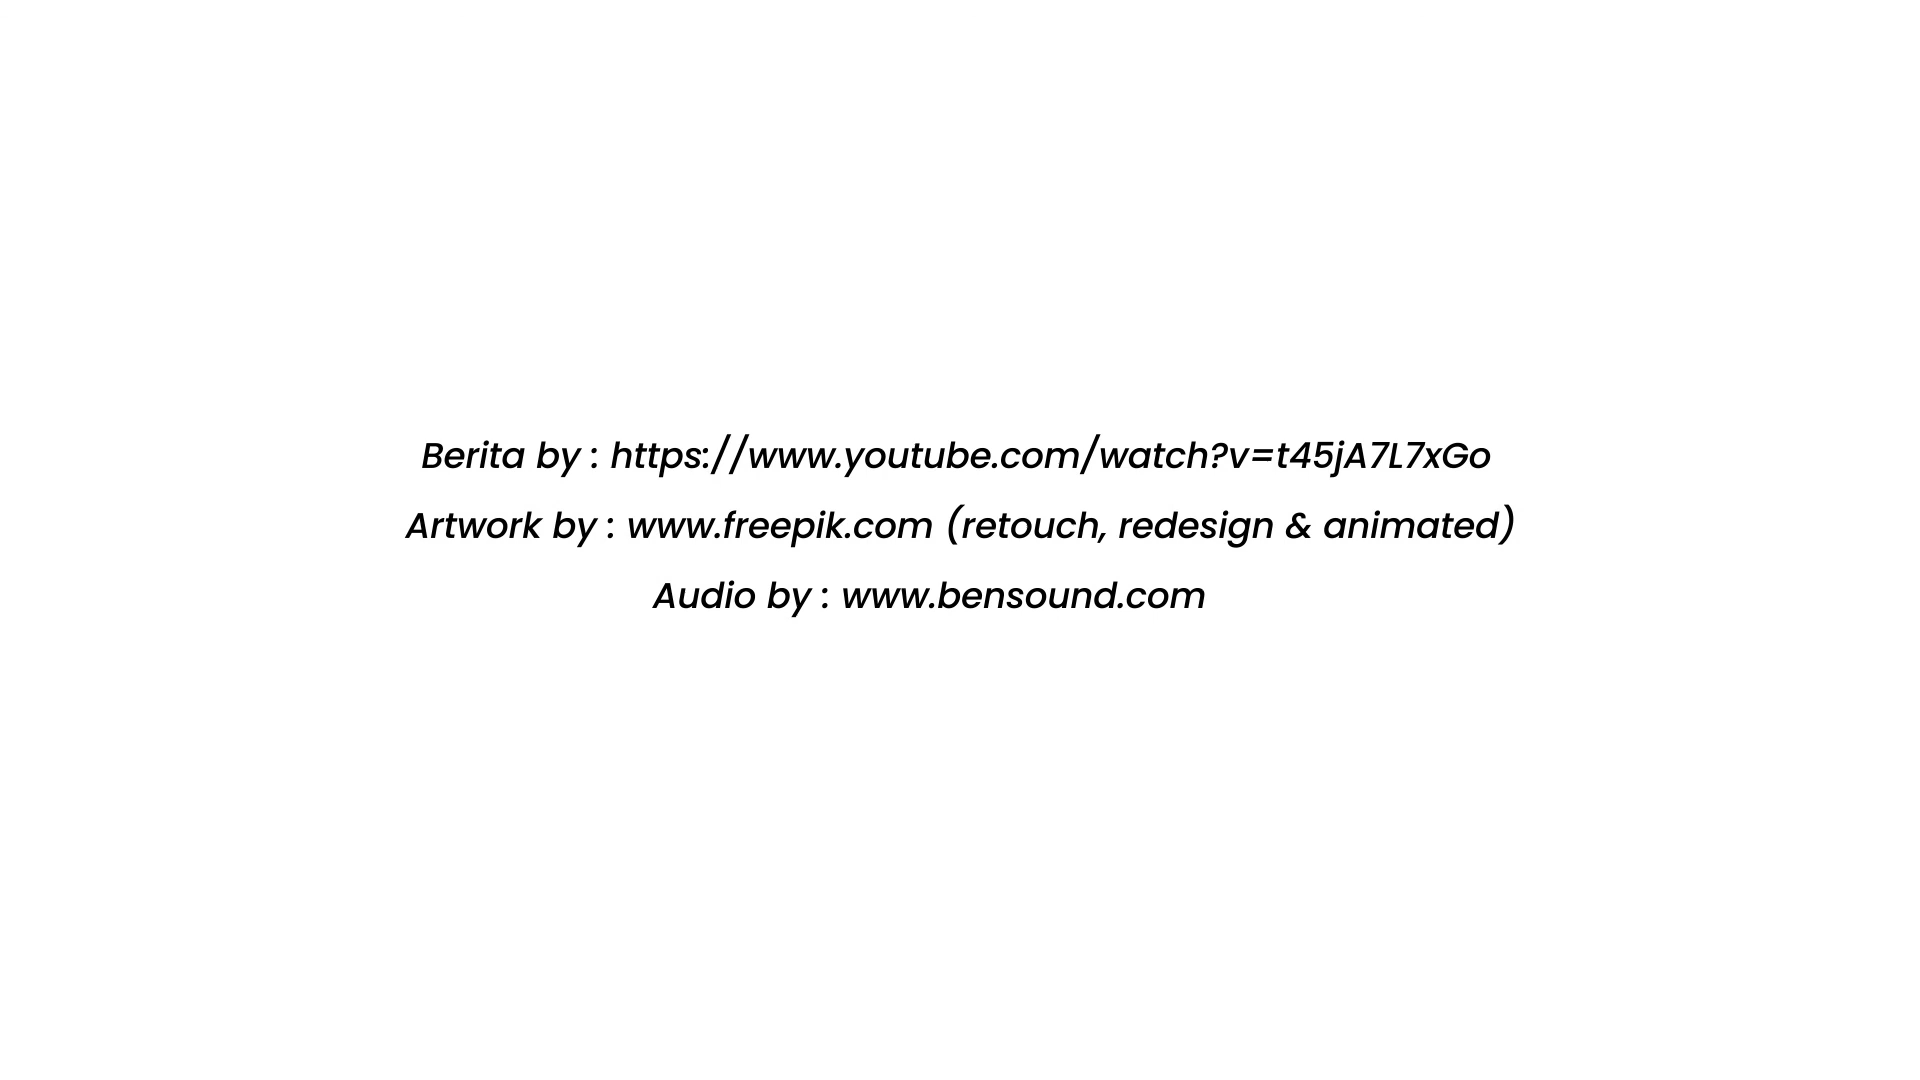 Berita by : https://www.youtube.com/watch?v=t45jA7L7xGo
Artwork by : www.freepik.com (retouch, redesign & animated)
Audio by : www.bensound.com